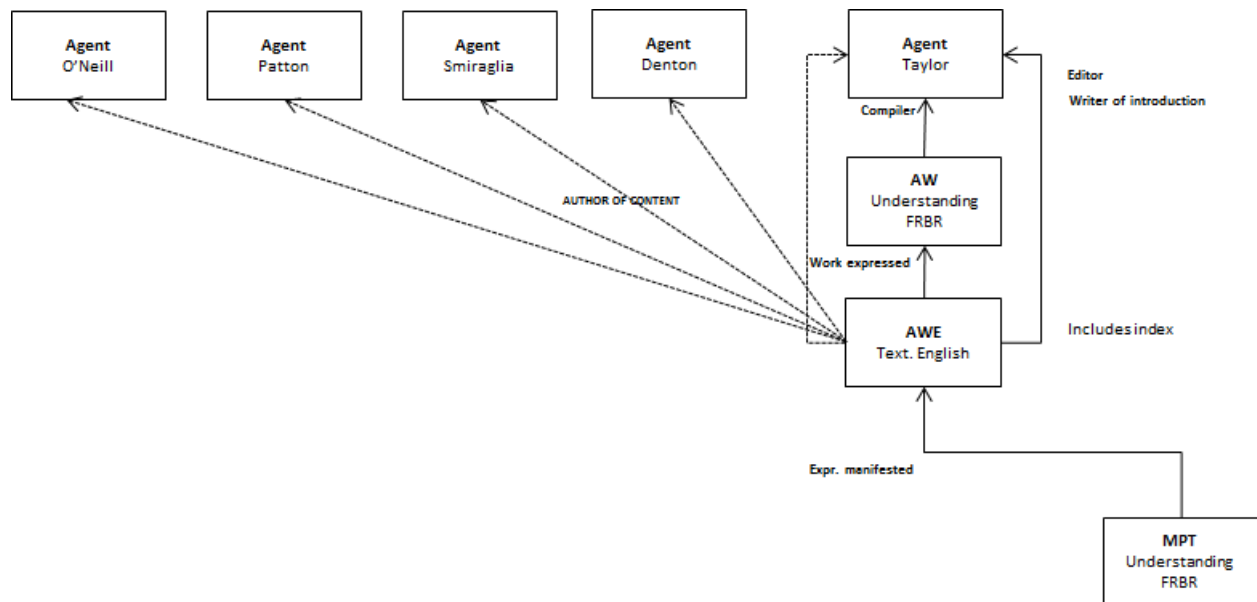 Agent
O'Neill
Agent
Patton
Agent
Smiraglia
Agent
Denton
Agent
Taylor
Editor
Writer of introduction
Compiler
AW
Understanding
FRBR
AUTHOR OF CONTENT
Work expressed
AWE
Text. English
Includes index
Expr. manifested
MPT
Understanding
FRBR